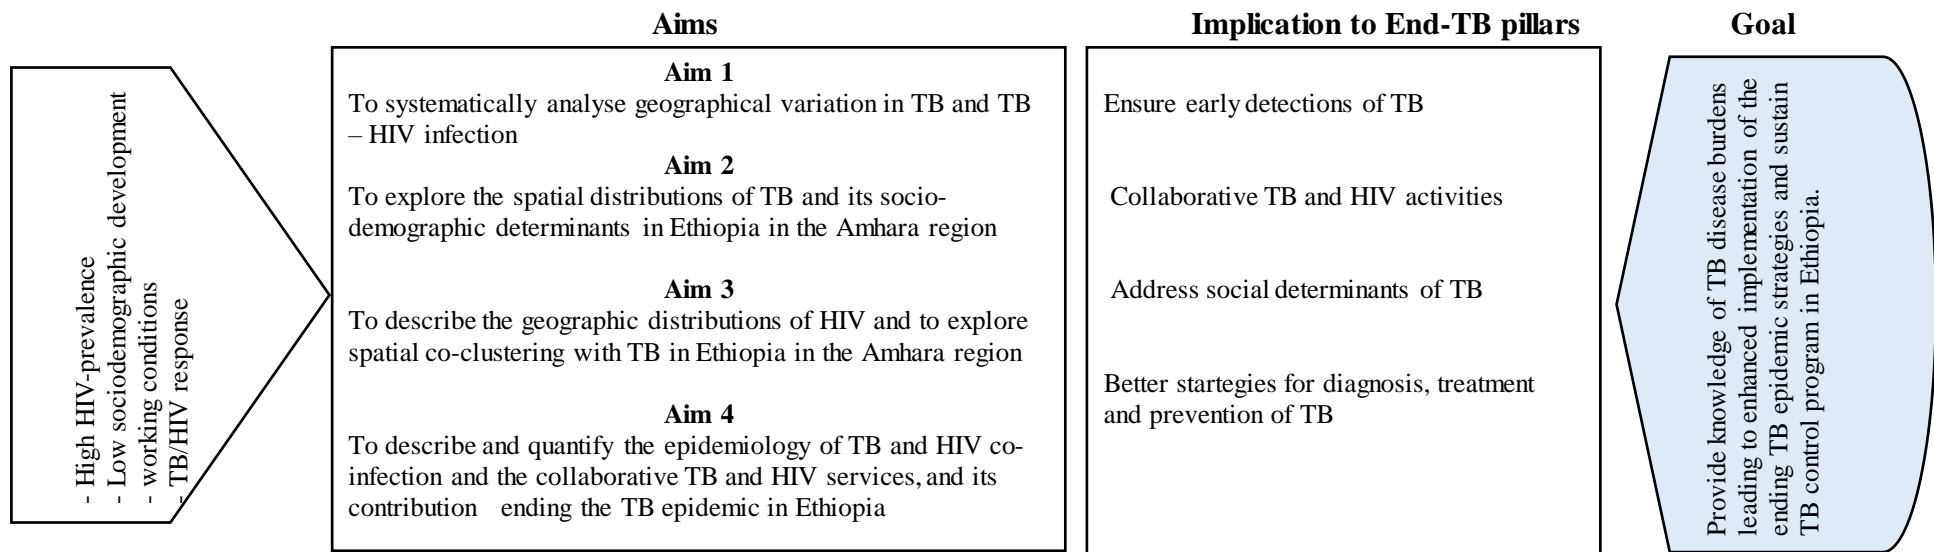 Aims
Implication to End-TB pillars
Goal
- High HIV-prevalence
- Low sociodemographic development
- working conditions
- TB/HIV response
Aim 1
To systematically analyse geographical variation in TB and TB
– HIV infection
Aim 2
To explore the spatial distributions of TB and its socio-
demographic determinants in Ethiopia in the Amhara region
Aim 3
To describe the geographic distributions of HIV and to explore
spatial co-clustering with TB in Ethiopia in the Amhara region
Aim 4
To describe and quantify the epidemiology of TB and HIV co-
infection and the collaborative TB and HIV services, and its
contribution ending the TB epidemic in Ethiopia
Ensure early detections of TB
Collaborative TB and HIV activities
Address social determinants of TB
Better startegies for diagnosis, treatment
and prevention of TB
Provide knowledge of TB disease burdens
leading to enhanced implementation of the
ending TB epidemic strategies and sustain
TB control program in Ethiopia.